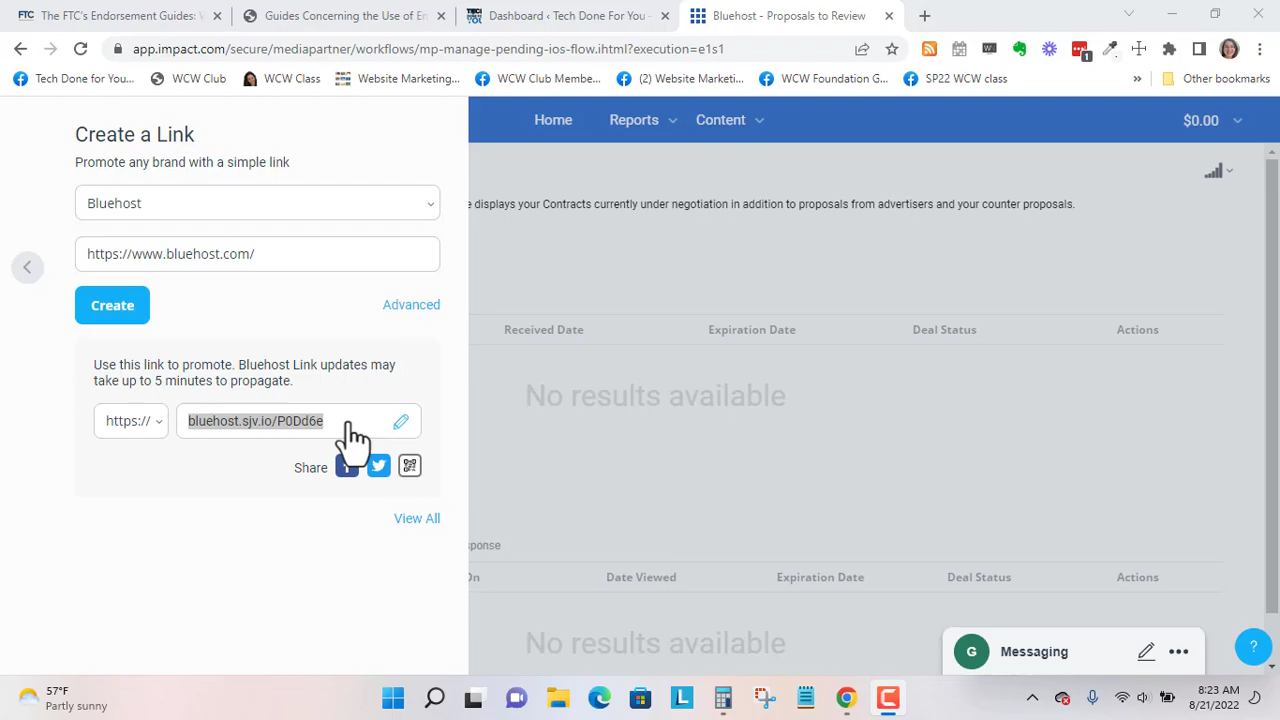 The FTC's Endorsement Guides:
Guides Concerning the Use of E
Dashboard ‹ Tech Done For You -
Bluehost - Proposals to Review
app.impact.com/secure/mediapartner/workflows/mp-manage-pending-ios-flow.ihtml?execution=e1s1
Tech Done for You...
WCW Club
WCW Class
Website Marketing...
WCW Club Membe...
(2) Website Marketi...
WCW Foundation G...
SP22 WCW class
Other bookmarks
Create a Link
Promote any brand with a simple link
Bluehost
https://www.bluehost.com/
Create
Advanced
Use this link to promote. Bluehost Link updates may
take up to 5 minutes to propagate.
https://
bluehost.sjv.io/P0Dd6e
Share
View All
Home
Reports
Content
$0.00
e displays your Contracts currently under negotiation in addition to proposals from advertisers and your counter proposals.
Received Date
Expiration Date
Deal Status
Actions
No results available
sponse
On
Date Viewed
Expiration Date
Deal Status
Actions
No results available
G
Messaging
?
57°F
Partly sunny
8:23 AM
8/21/2022